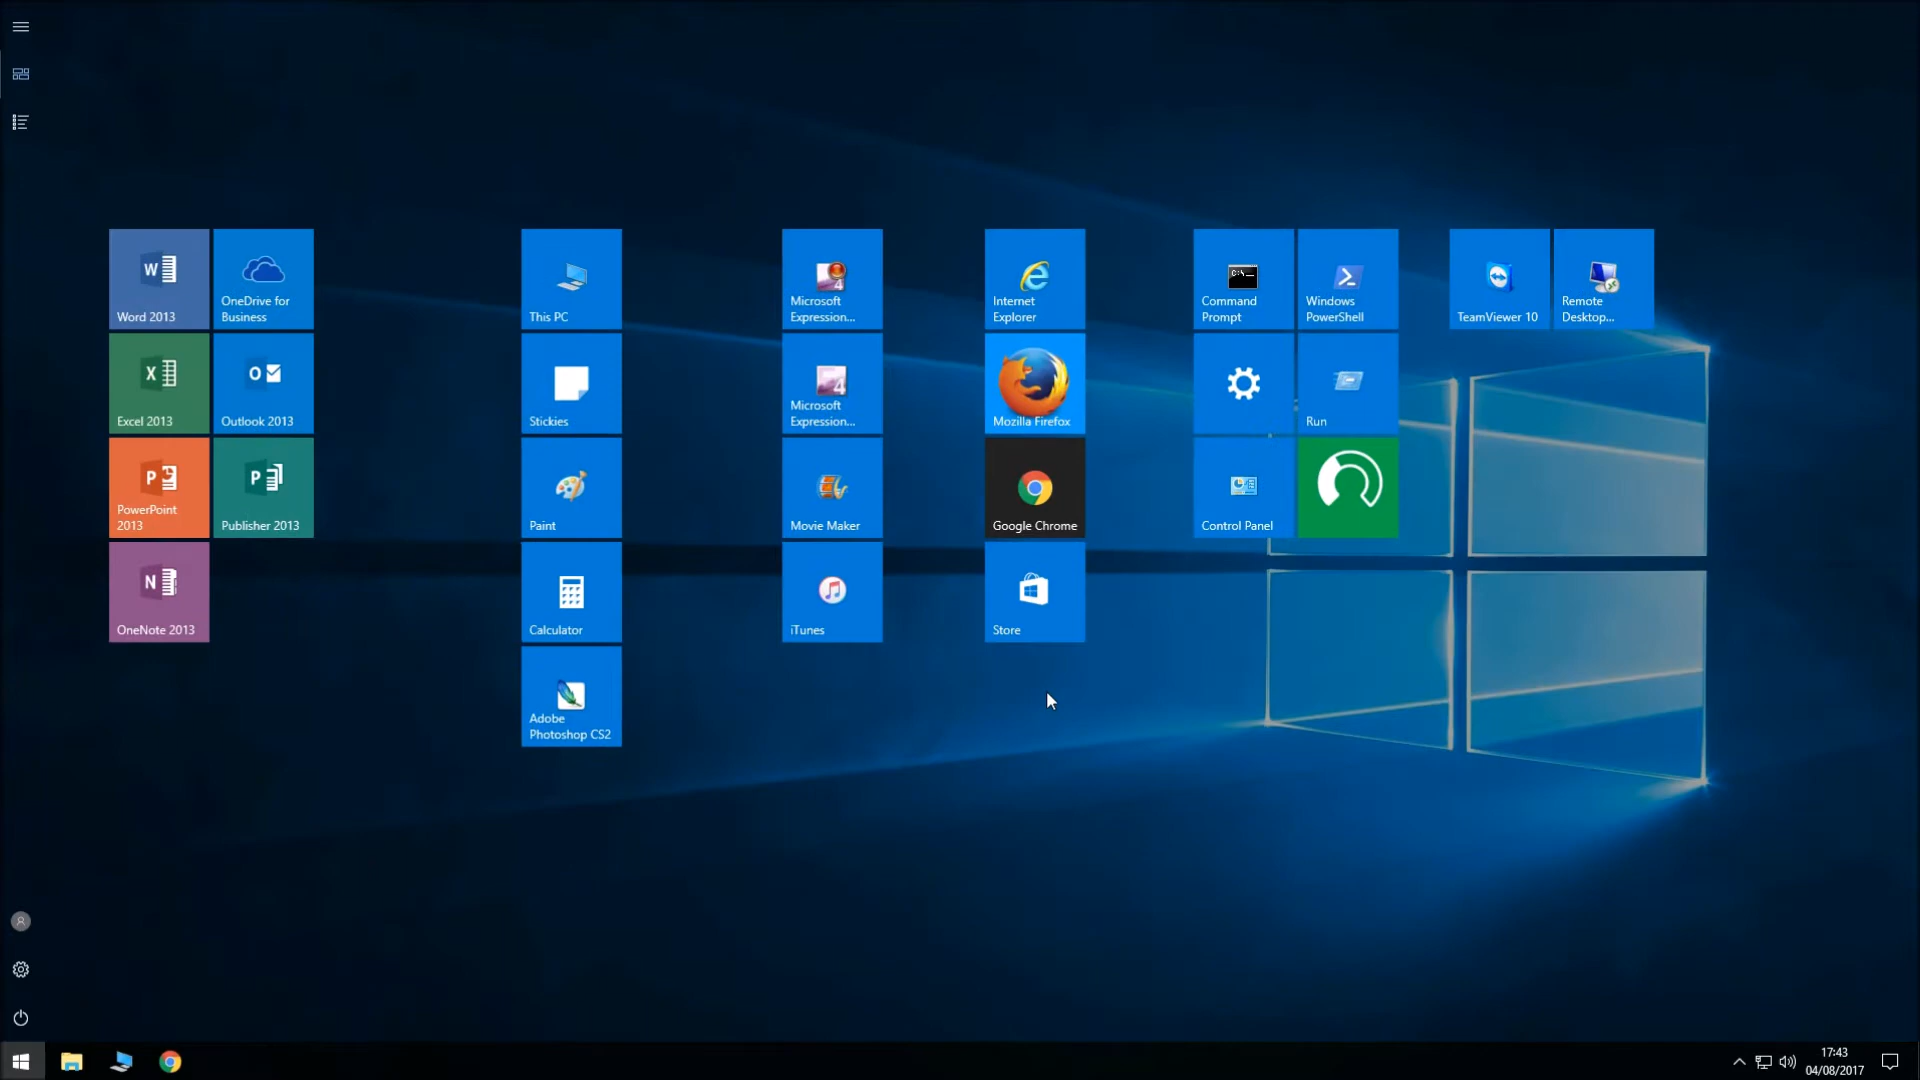 Word 2013
OneDrive for
Business
Excel 2013
Outlook 2013
PowerPoint
2013
Publisher 2013
OneNote 2013
This PC
Stickies
Paint
Calculator
Adobe
Photoshop CS2
Microsoft
Expression...
Microsoft
Expression...
Movie Maker
iTunes
Internet
Explorer
Mozilla Firefox
Google Chrome
Store
Command
Prompt
Windows
PowerShell
Run
Control Panel
TeamViewer 10
Remote
Desktop...
17:43
04/08/2017